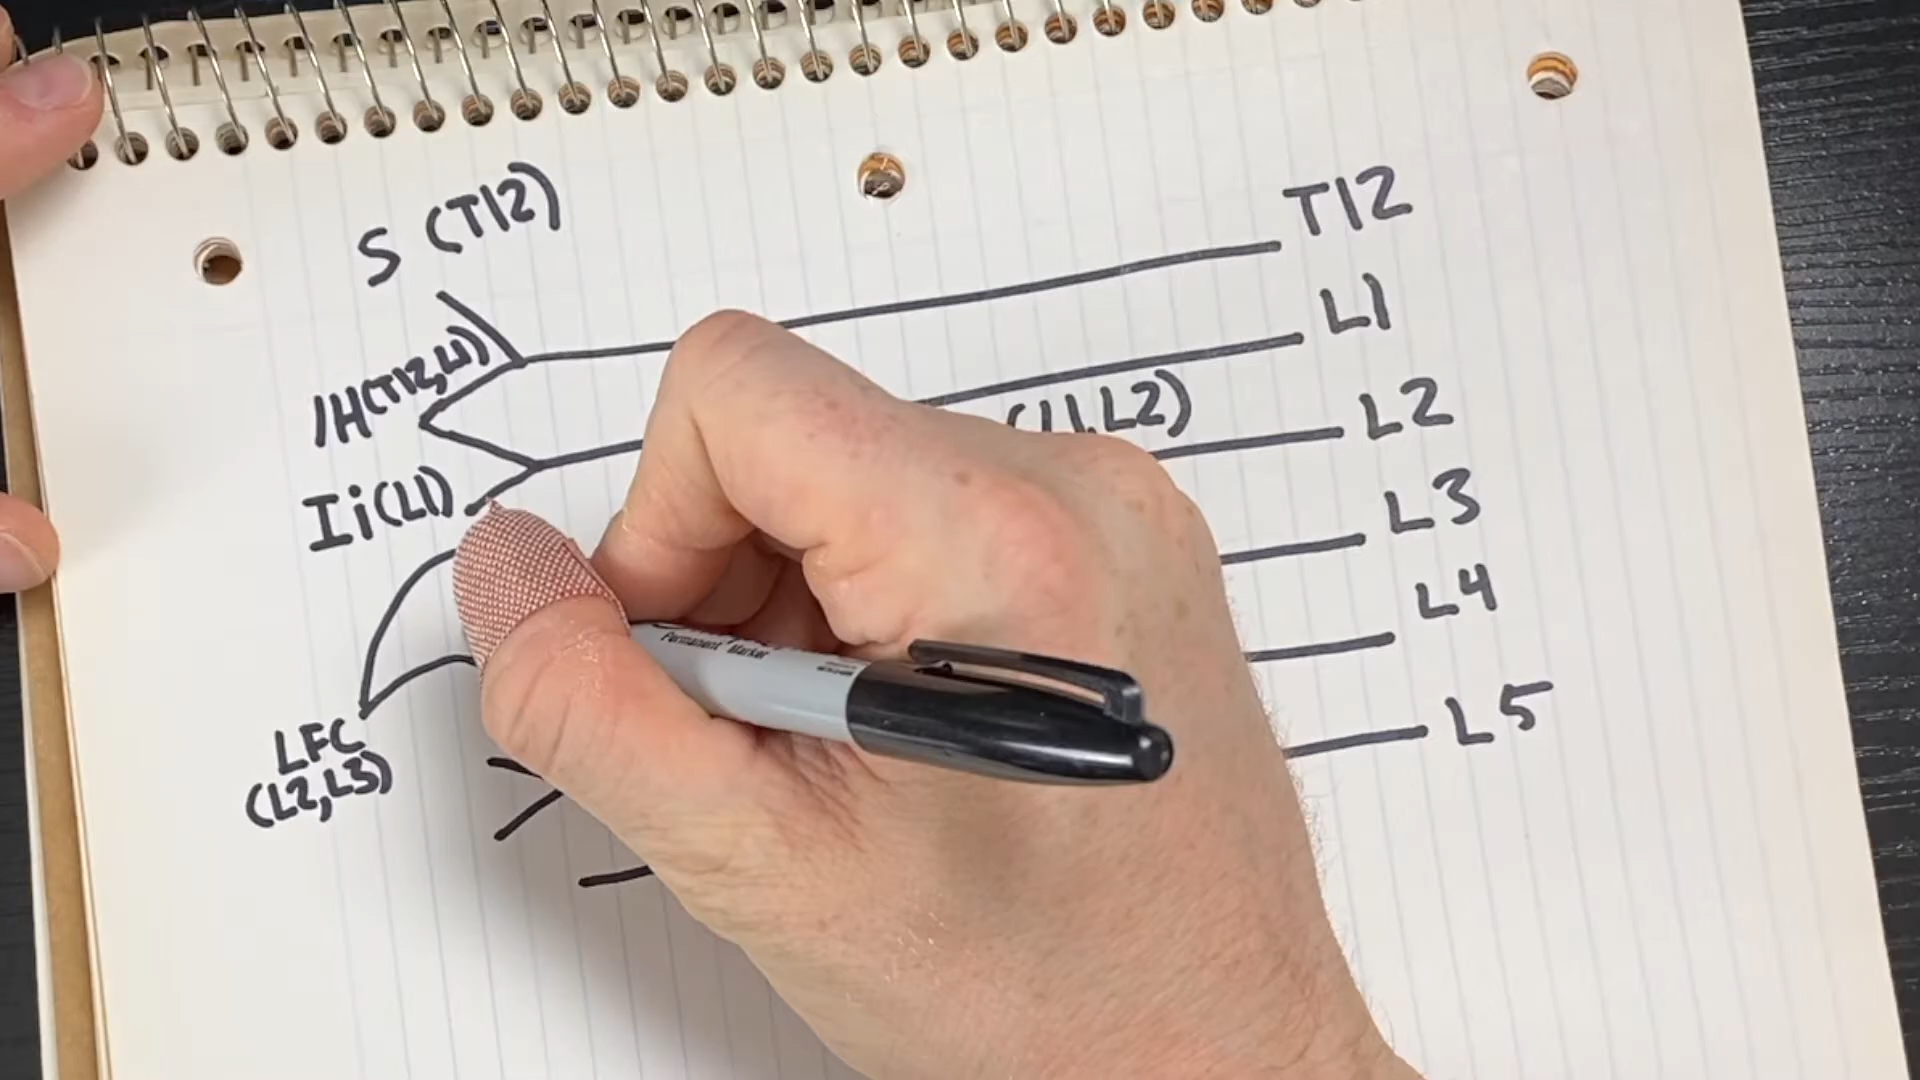 S (T12)
T12
L1
IH(T12,L1)
(L1,L2)
L2
Ii(L1)
L3
L4
Permanent Marker
L5
LFC
(L2,L3)